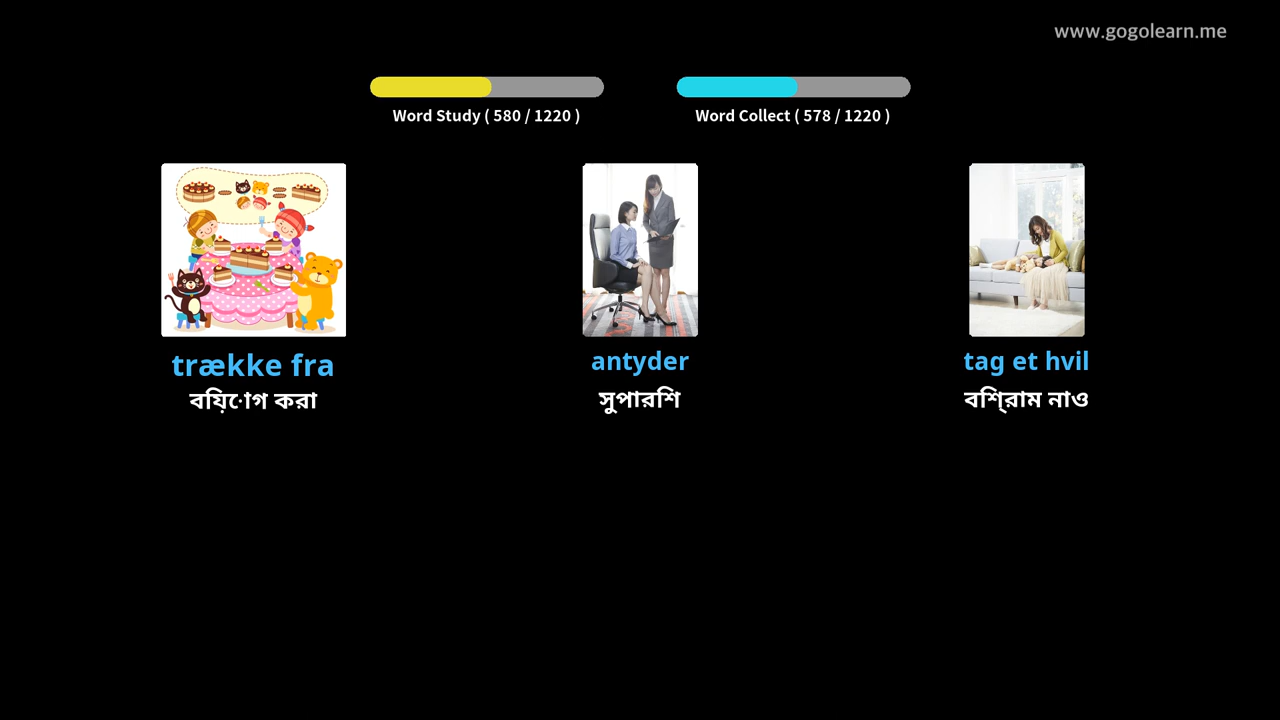 www.gogolearn.me
Word Study ( 580 / 1220 )
Word Collect ( 578 / 1220 )
trække fra
বিয়োগ করা
antyder
সুপারিশ
tag et hvil
বিশ্রাম নাও